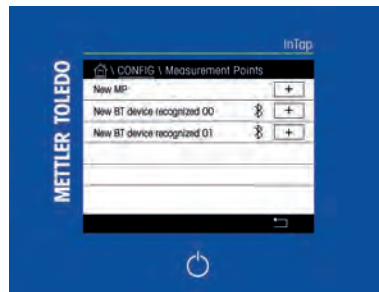 InTap
METTLER TOLEDO
\ CONFIG \ Measurement Points
New MP +
New BT device recognized 00 +
New BT device recognized 01 +